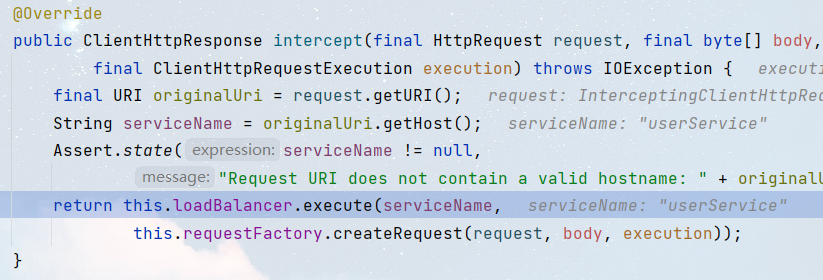 @Override
public ClientHttpResponse intercept(final HttpRequest request, final byte[] body,
final ClientHttpRequestExecution execution) throws IOException { executi
final URI originalUri = request.getURI(); request: InterceptingClientHttpReq
String serviceName = originalUri.getHost(); serviceName: "userService"
Assert.state( expression: serviceName != null,
message: "Request URI does not contain a valid hostname: " + originalU
return this.loadBalancer.execute(serviceName, serviceName: "userService"
this.requestFactory.createRequest(request, body, execution));
}